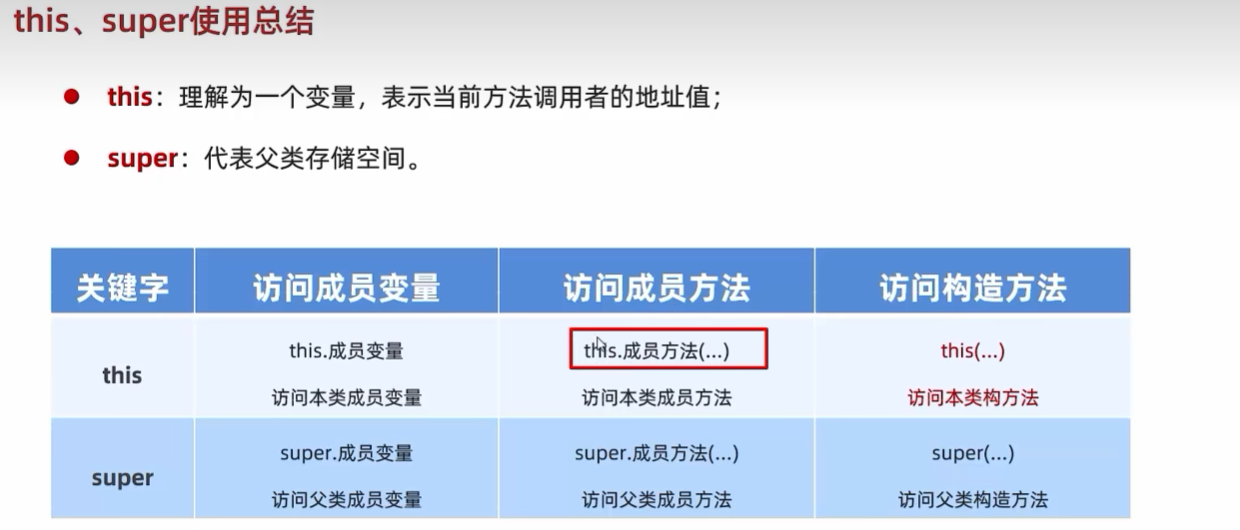 this、super使用总结
this：理解为一个变量，表示当前方法调用者的地址值；
super：代表父类存储空间。
关键字 访问成员变量 访问成员方法 访问构造方法
this
this.成员变量 this.成员方法(...) this(...)
访问本类成员变量 访问本类成员方法 访问本类构方法
super
super.成员变量 super.成员方法(...) super(...)
访问父类成员变量 访问父类成员方法 访问父类构造方法